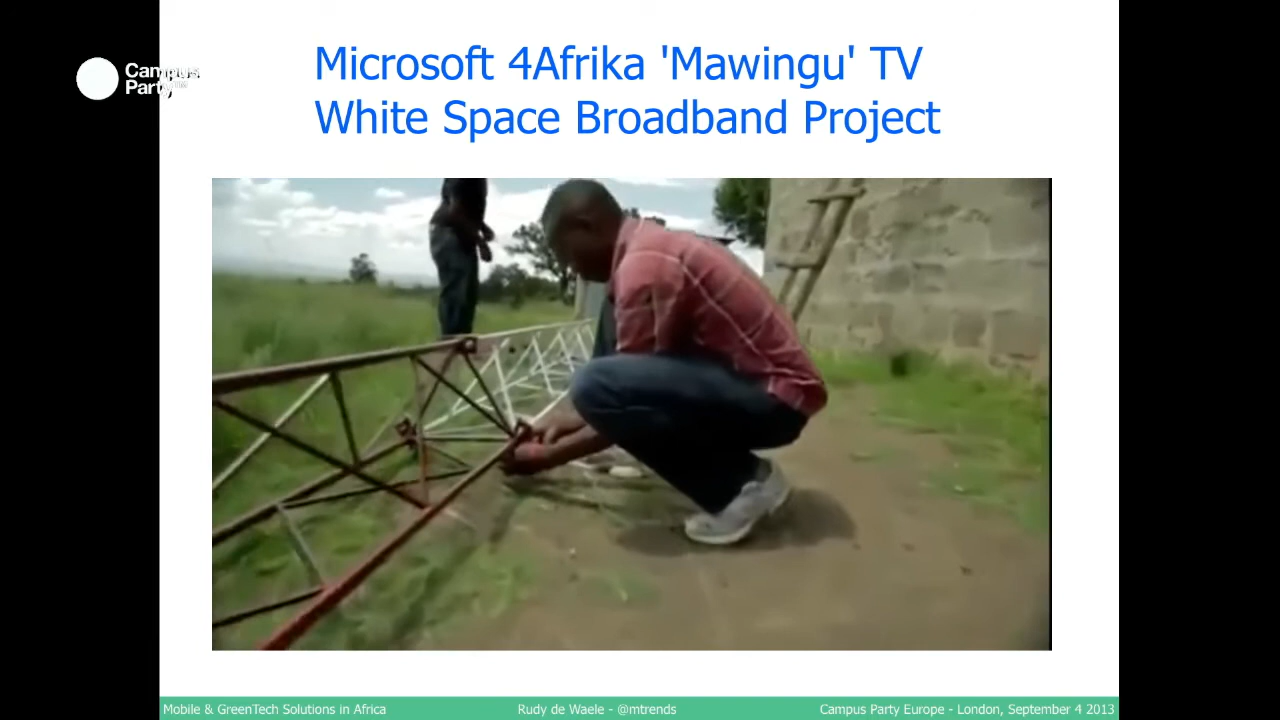 Microsoft 4Afrika 'Mawingu' TV
White Space Broadband Project
Campus
Party
Mobile & GreenTech Solutions in Africa
Rudy de Waele - @mtrends
Campus Party Europe - London, September 4 2013